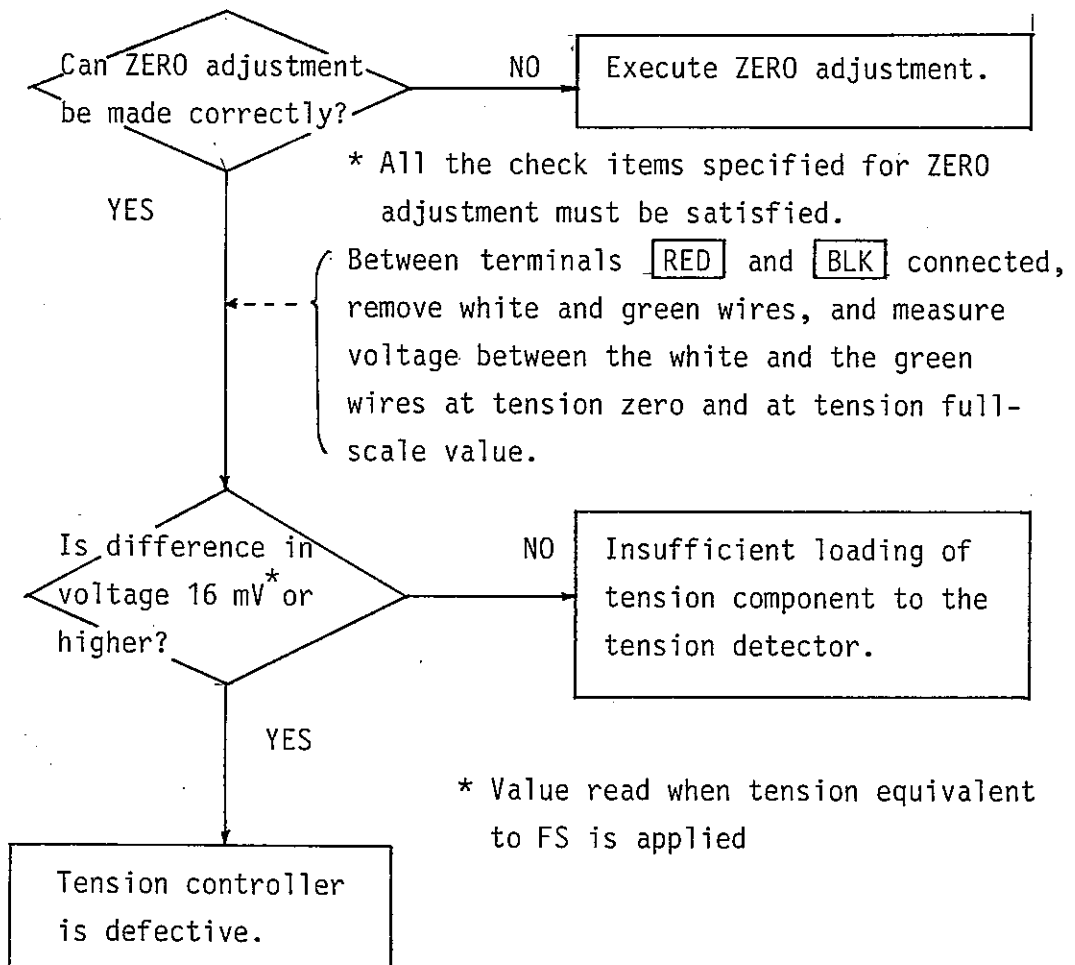 Can ZERO adjustment
be made correctly?
NO
Execute ZERO adjustment.
* All the check items specified for ZERO
adjustment must be satisfied.
YES
Between terminals RED and BLK connected,
remove white and green wires, and measure
voltage between the white and the green
wires at tension zero and at tension full-
scale value.
Is difference in
voltage 16 mV* or
higher?
NO
Insufficient loading of
tension component to the
tension detector.
YES
* Value read when tension equivalent
to FS is applied
Tension controller
is defective.